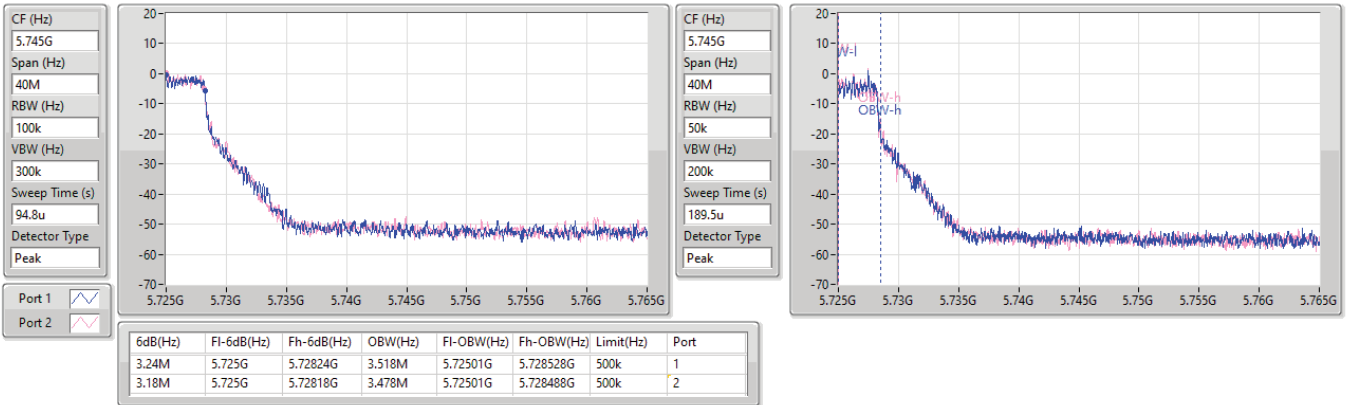 CF (Hz)
5.745G
Span (Hz)
40M
RBW (Hz)
100k
VBW (Hz)
300k
Sweep Time (s)
94.8u
Detector Type
Peak
Port 1
Port 2
20-
10-
0-
-10-
-20-
-30-
-40-
-50-
-60-
-70-
5.725G 5.73G 5.735G 5.74G 5.745G 5.75G 5.755G 5.76G 5.765G
CF (Hz)
5.745G
Span (Hz)
40M
RBW (Hz)
50k
VBW (Hz)
200k
Sweep Time (s)
189.5u
Detector Type
Peak
20-
10-
0-
-10-
-20-
-30-
-40-
-50-
-60-
-70-
W-l
OBW-h
OBW-h
5.725G 5.73G 5.735G 5.74G 5.745G 5.75G 5.755G 5.76G 5.765G
6dB(Hz) Fl-6dB(Hz) Fh-6dB(Hz) OBW(Hz) Fl-OBW(Hz) Fh-OBW(Hz) Limit(Hz) Port
3.24M 5.725G 5.72824G 3.518M 5.72501G 5.728528G 500k 1
3.18M 5.725G 5.72818G 3.478M 5.72501G 5.728488G 500k 2